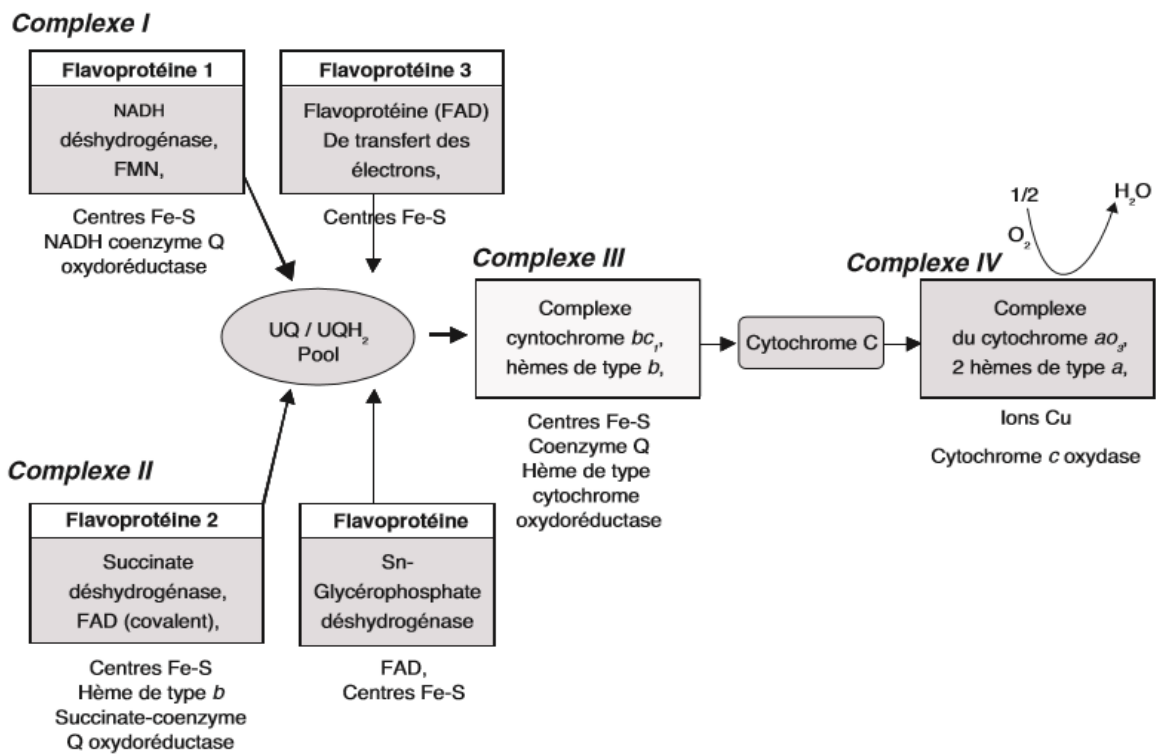 Complexe I
Flavoprotéine 1
NADH
déshydrogénase,
FMN,
Centres Fe-S
NADH coenzyme Q
oxydoréductase
Flavoprotéine 3
Flavoprotéine (FAD)
De transfert des
électrons,
Centres Fe-S
UQ / UQH₂
Pool
Complexe II
Flavoprotéine 2
Succinate
déshydrogénase,
FAD (covalent),
Centres Fe-S
Hème de type b
Succinate-coenzyme
Q oxydoréductase
Flavoprotéine
Sn-
Glycérophosphate
déshydrogénase
FAD,
Centres Fe-S
Complexe III
Complexe
cyntochrome bc₁,
hèmes de type b,
Centres Fe-S
Coenzyme Q
Hème de type
cytochrome
oxydoréductase
Cytochrome C
1/2
O₂
H₂O
Complexe IV
Complexe
du cytochrome ao₃,
2 hèmes de type a,
Ions Cu
Cytochrome c oxydase